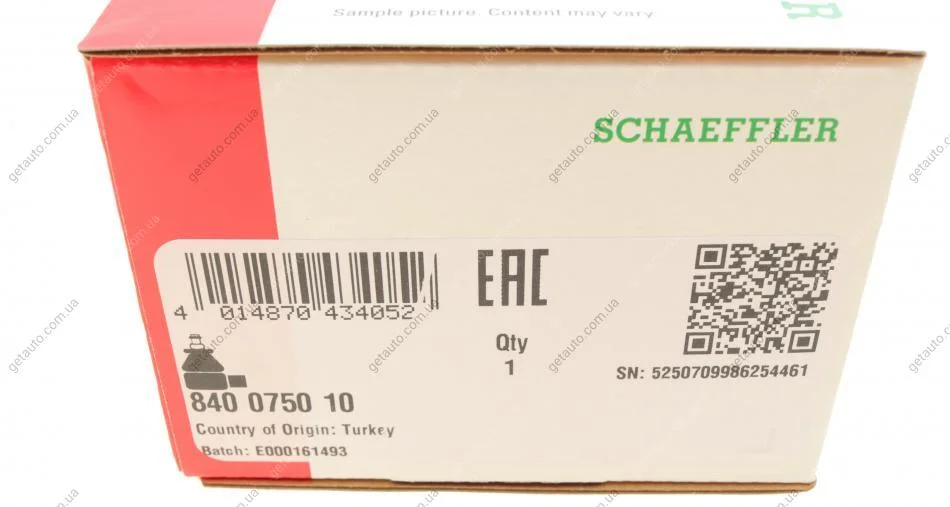 Sample picture. Content may vary
R
SCHAEFFLER
4 014870 434052
EAC
Qty
1
SN: 5250709986254461
840 0750 10
Country of Origin: Turkey
Batch: E000161493
getauto.com.ua